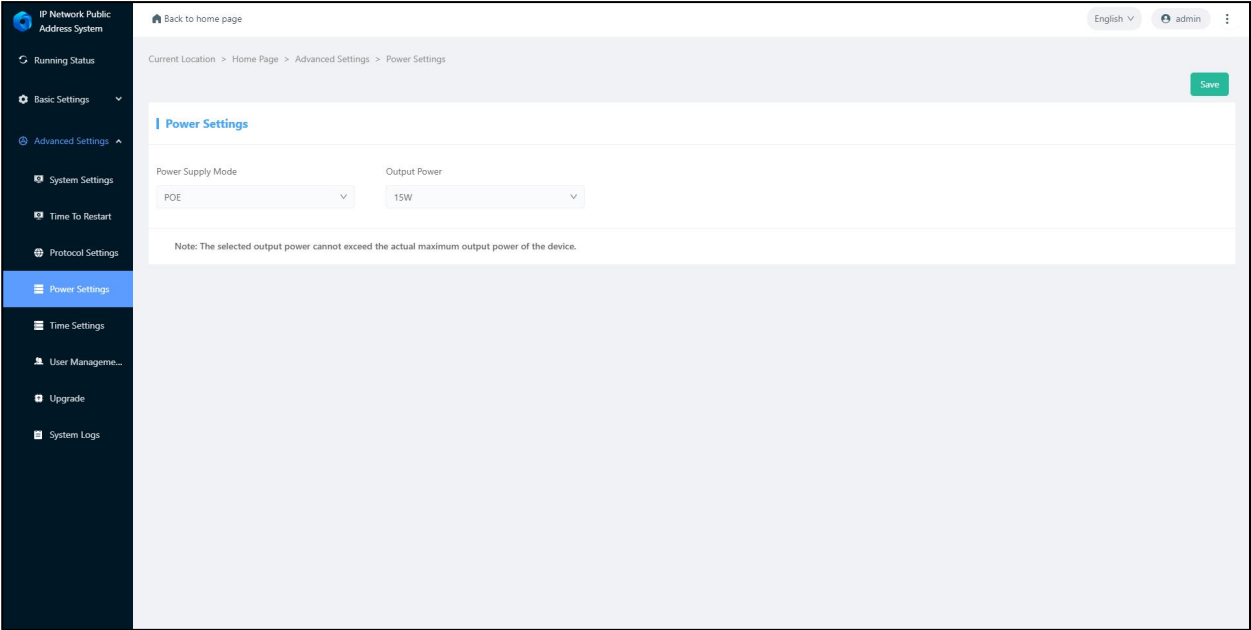 IP Network Public
Address System
Back to home page
English
admin
Running Status
Current Location > Home Page > Advanced Settings > Power Settings
Save
Basic Settings
Power Settings
Advanced Settings
Power Supply Mode
Output Power
System Settings
POE
15W
Time To Restart
Note: The selected output power cannot exceed the actual maximum output power of the device.
Protocol Settings
Power Settings
Time Settings
User Manageme...
Upgrade
System Logs